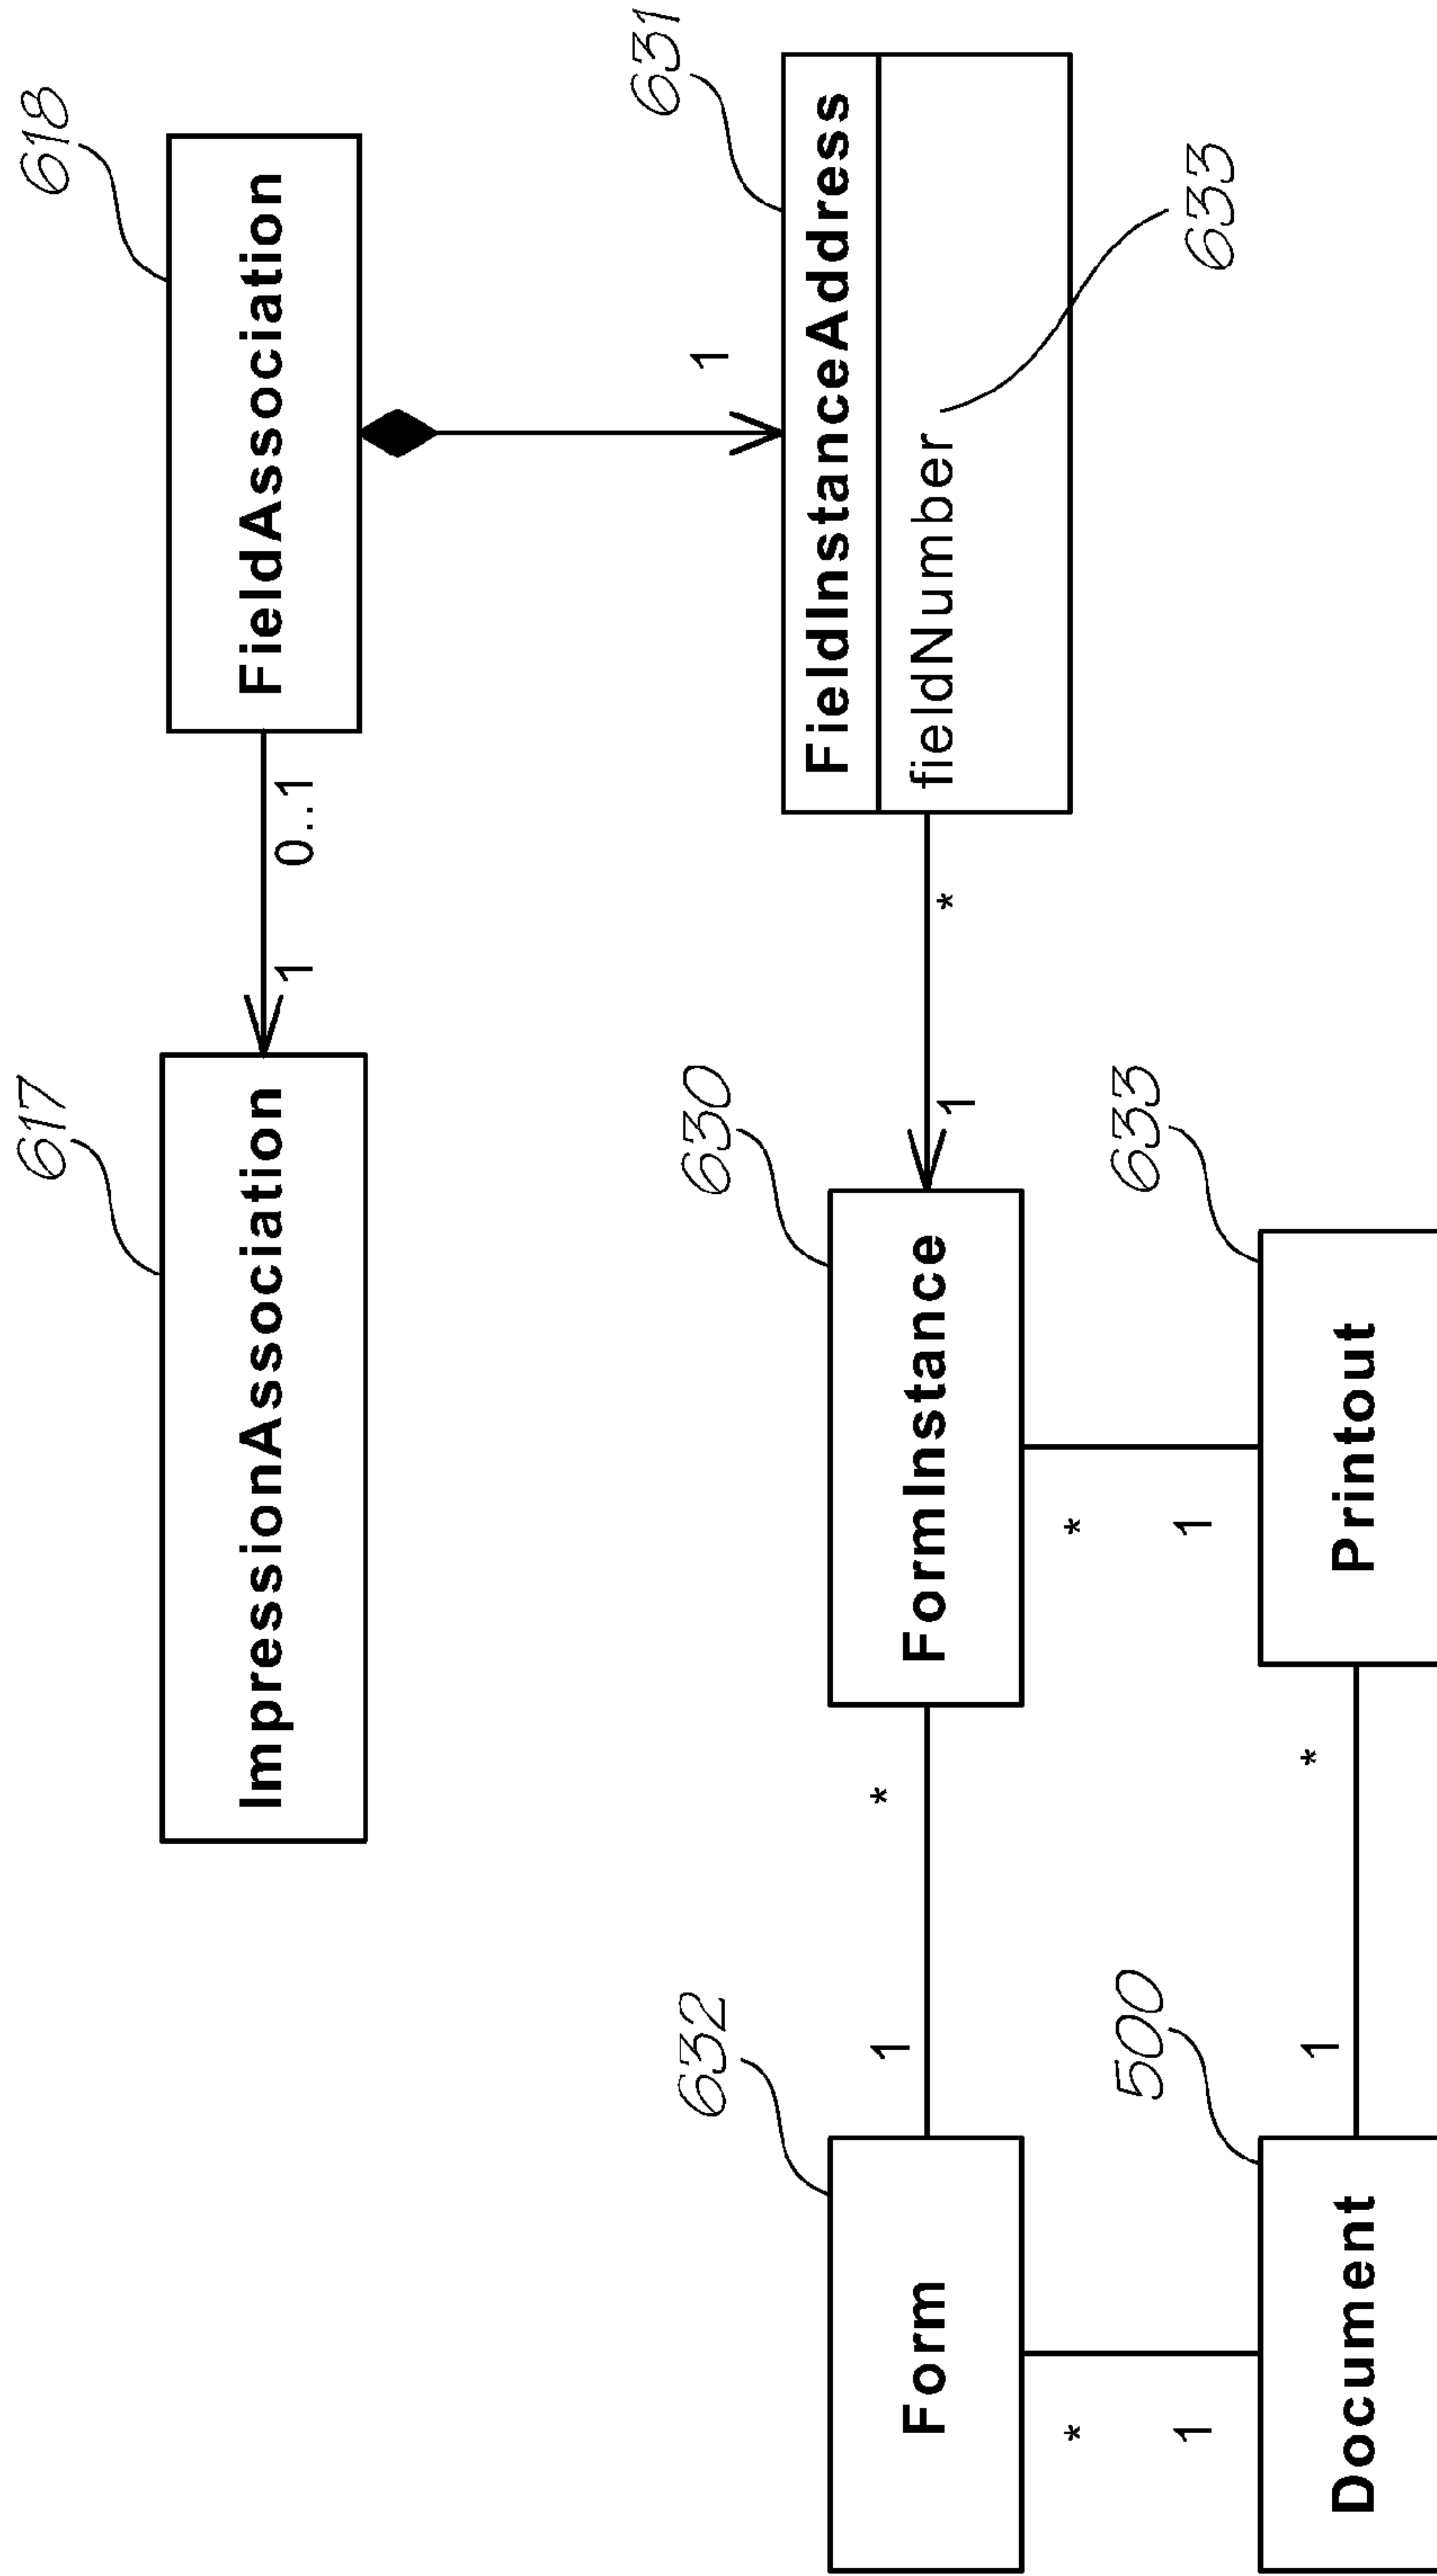 617
618
ImpressionAssociation
1
0..1
FieldAssociation
1
632
630
631
Form
1
*
FormInstance
1
*
FieldInstanceAddress
fieldNumber
633
*
1
*
1
500
633
Document
1
*
Printout